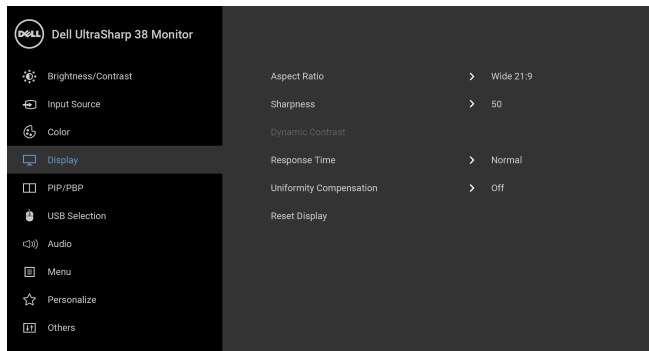 DELL Dell UltraSharp 38 Monitor
Brightness/Contrast
Input Source
Color
Display
PIP/PBP
USB Selection
Audio
Menu
Personalize
Others
Aspect Ratio > Wide 21:9
Sharpness > 50
Dynamic Contrast
Response Time > Normal
Uniformity Compensation > Off
Reset Display